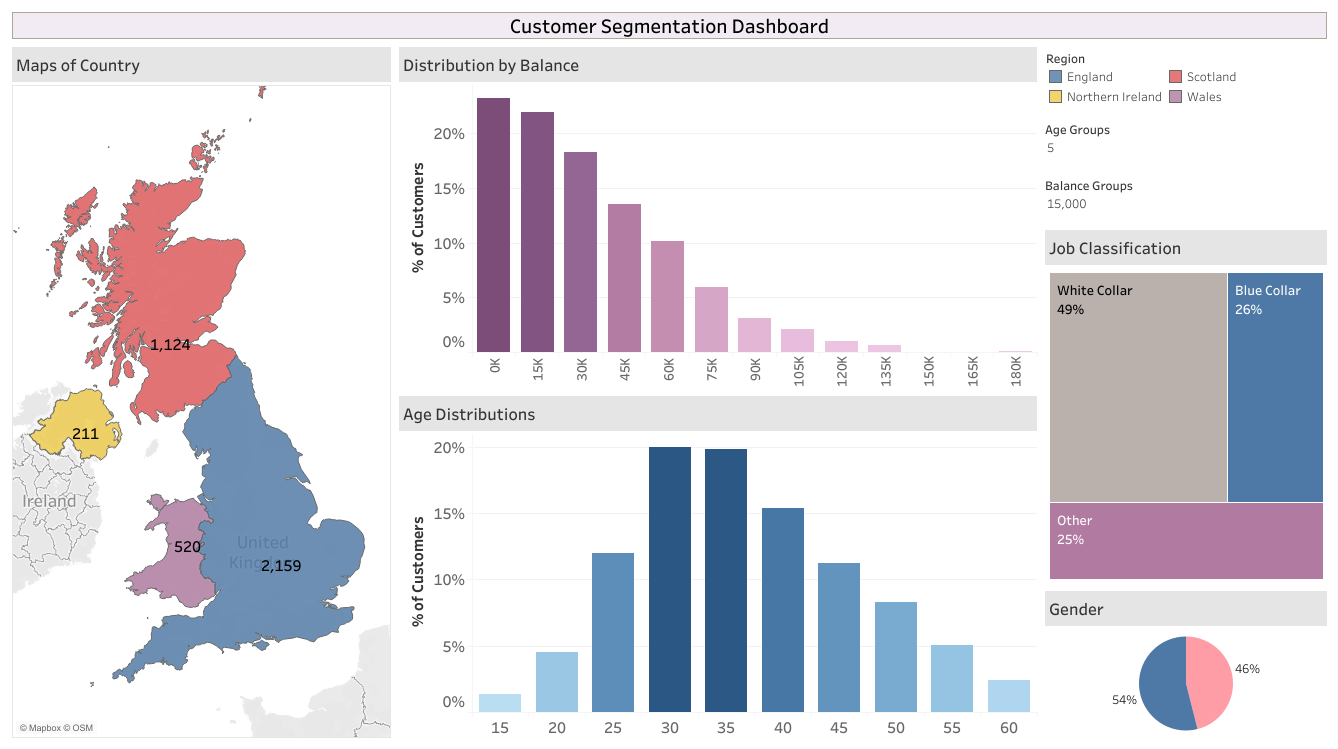 Customer Segmentation Dashboard
Maps of Country
1,124
211
Ireland
520
United
Kingdom
2,159
© Mapbox © OSM
Distribution by Balance
% of Customers
20%
15%
10%
5%
0%
0K
15K
30K
45K
60K
75K
90K
105K
120K
135K
150K
165K
180K
Age Distributions
% of Customers
20%
15%
10%
5%
0%
15 20 25 30 35 40 45 50 55 60
Region
England Scotland
Northern Ireland Wales
Age Groups
5
Balance Groups
15,000
Job Classification
White Collar
49%
Blue Collar
26%
Other
25%
Gender
46%
54%